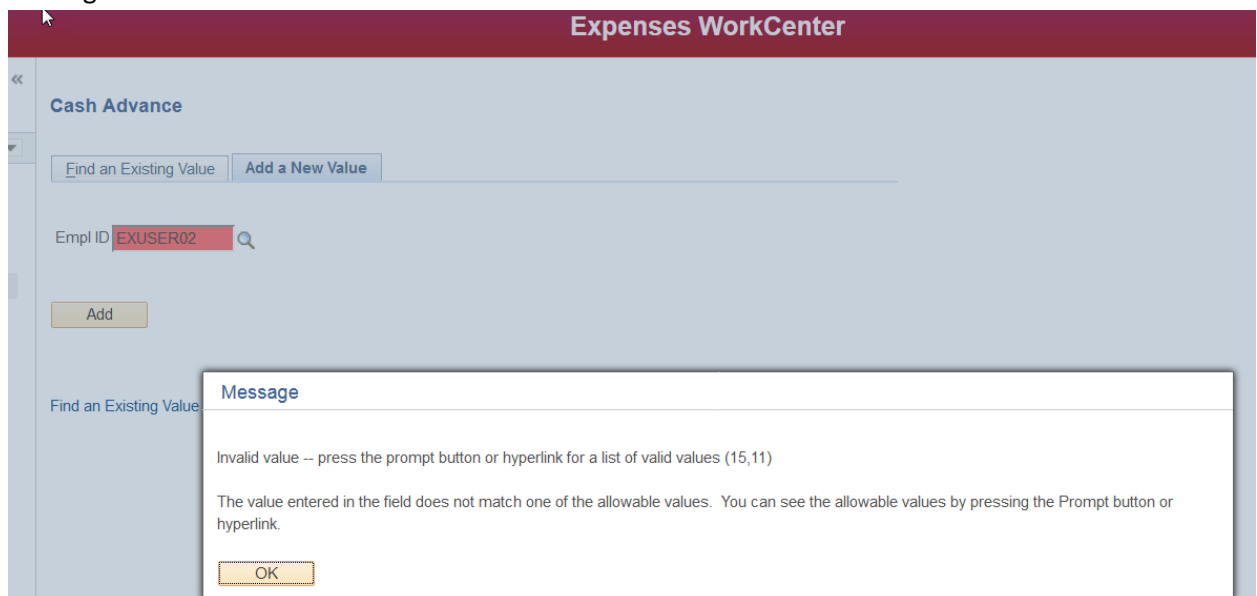 Expenses WorkCenter
«
Cash Advance
Find an Existing Value
Add a New Value
Empl ID EXUSER02
Add
Find an Existing Value
Message
Invalid value -- press the prompt button or hyperlink for a list of valid values (15,11)
The value entered in the field does not match one of the allowable values. You can see the allowable values by pressing the Prompt button or
hyperlink.
OK